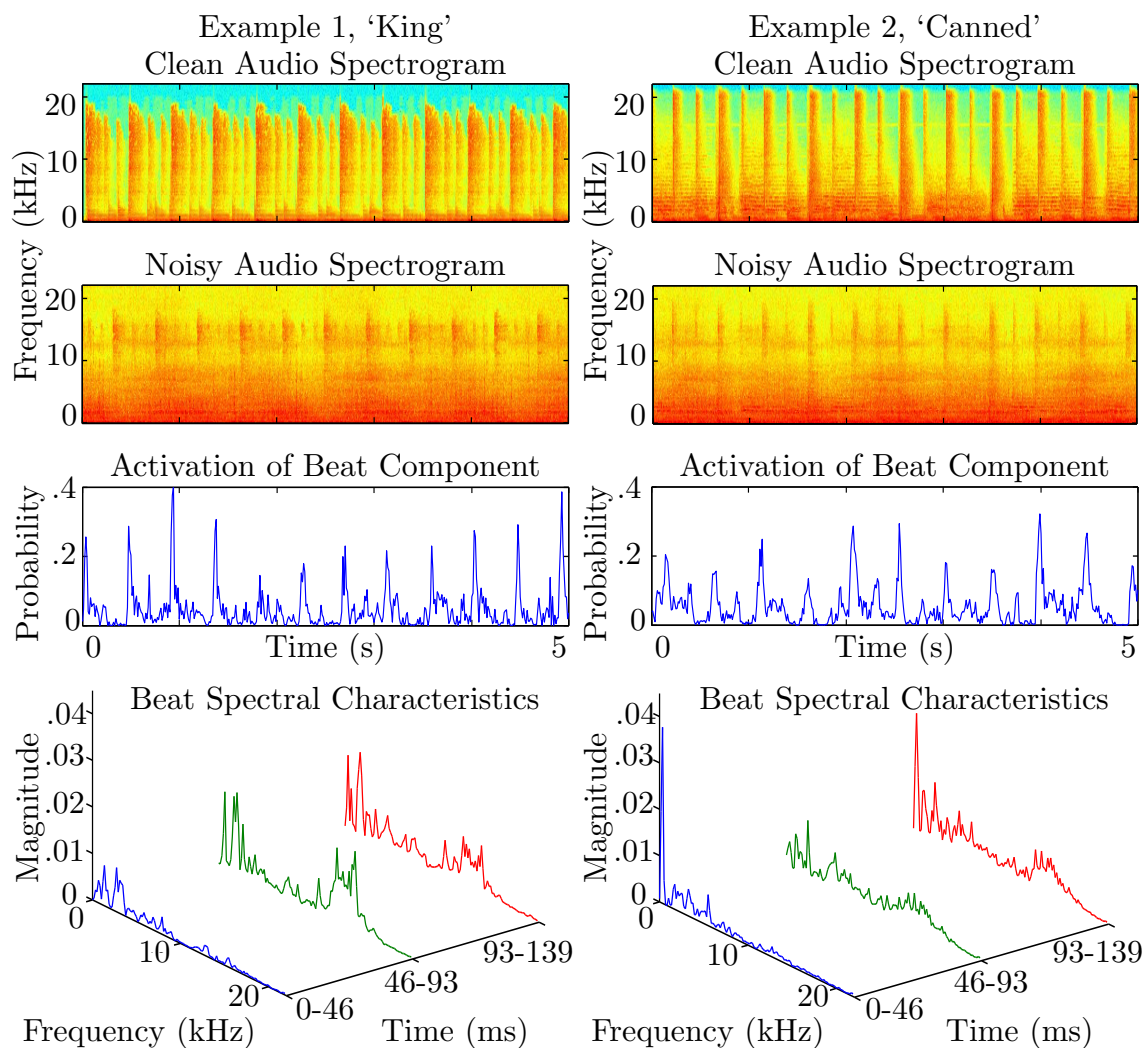 Example 1, ‘King’
Clean Audio Spectrogram
20
10
0
Frequency (kHz)
Noisy Audio Spectrogram
20
10
0
Activation of Beat Component
.4
.2
0
Probability
0
Time (s)
5
Beat Spectral Characteristics
.04
.03
.02
.01
0
Magnitude
0
10
20
Frequency (kHz)
0-46
46-93
93-139
Time (ms)
Example 2, ‘Canned’
Clean Audio Spectrogram
20
10
0
Frequency (kHz)
Noisy Audio Spectrogram
20
10
0
Activation of Beat Component
.4
.2
0
Probability
0
Time (s)
5
Beat Spectral Characteristics
.04
.03
.02
.01
0
Magnitude
0
10
20
Frequency (kHz)
0-46
46-93
93-139
Time (ms)